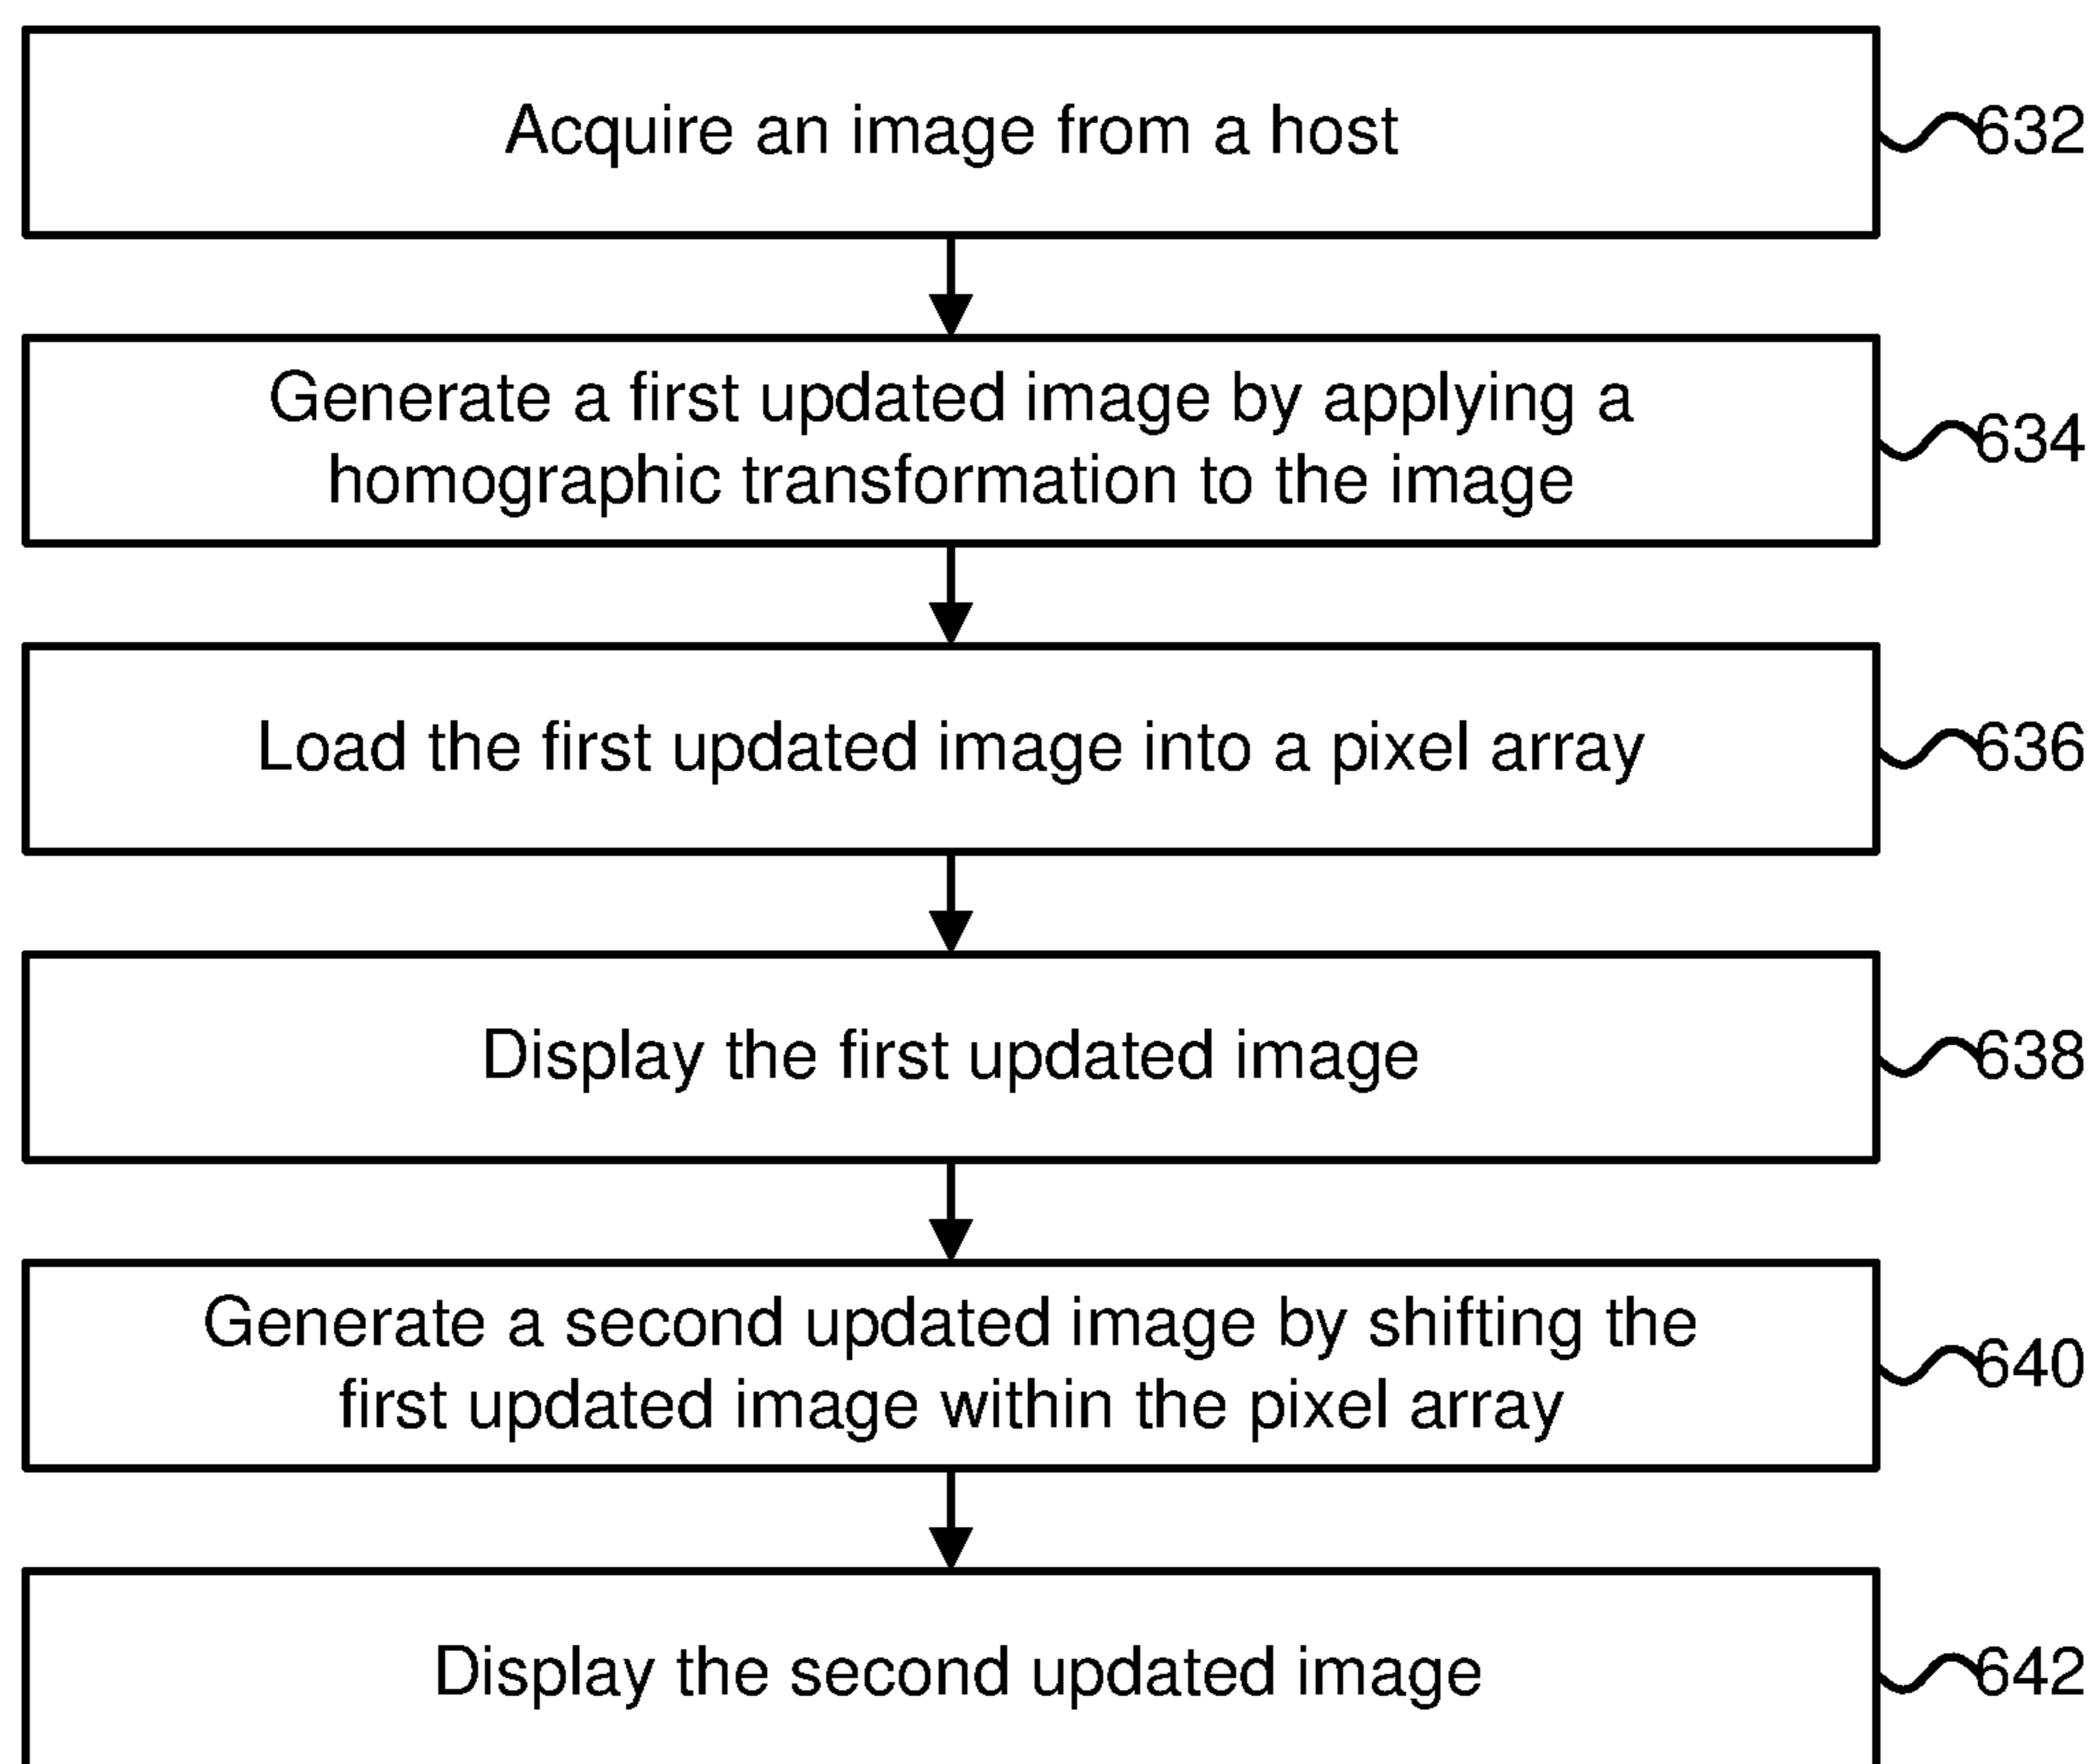 Acquire an image from a host
632
Generate a first updated image by applying a
homographic transformation to the image
634
Load the first updated image into a pixel array
636
Display the first updated image
638
Generate a second updated image by shifting the
first updated image within the pixel array
640
Display the second updated image
642